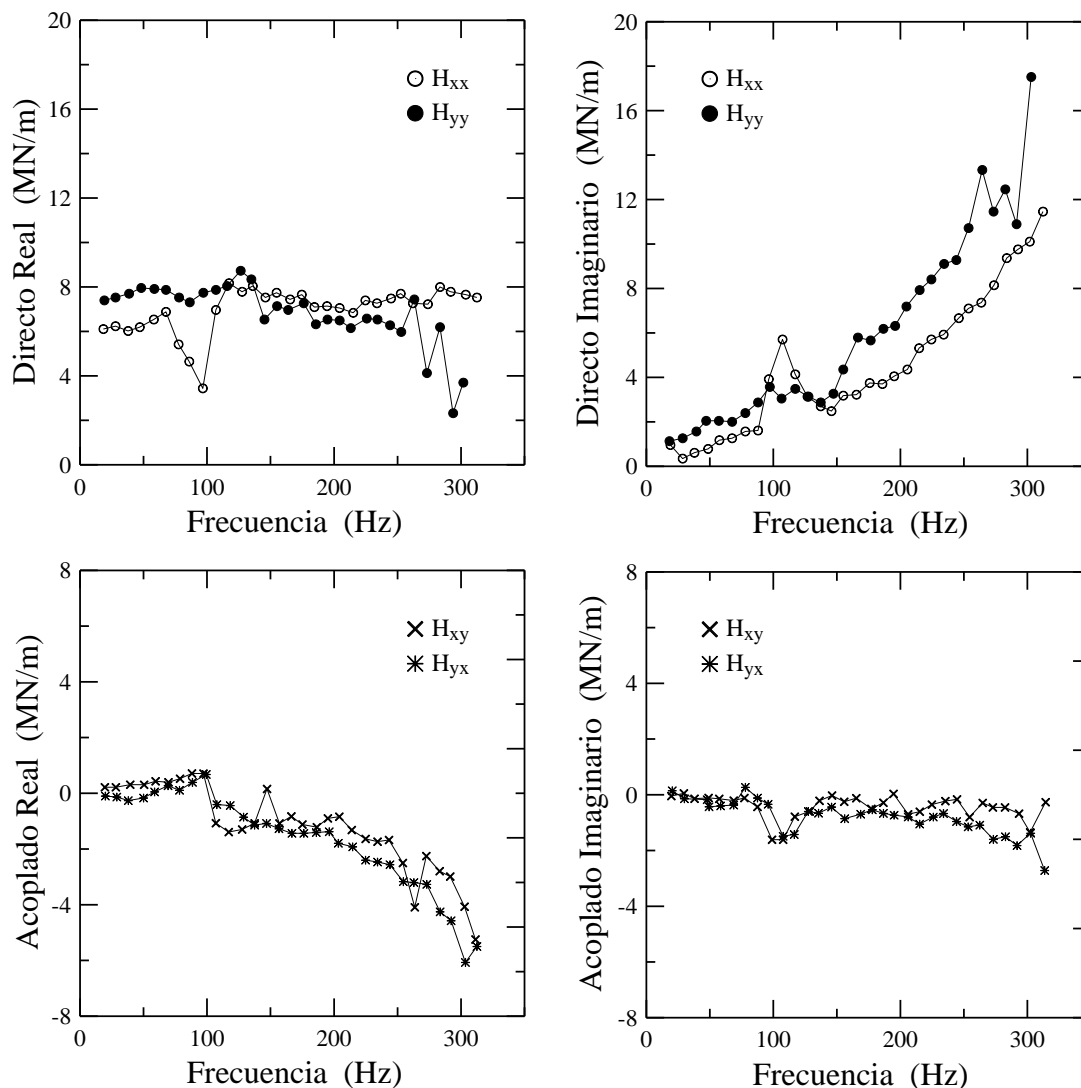 Directo Real (MN/m)
20
16
12
8
4
0
H_xx
H_yy
0 100 200 300
Frecuencia (Hz)
Directo Imaginario (MN/m)
20
16
12
8
4
0
H_xx
H_yy
0 100 200 300
Frecuencia (Hz)
Acoplado Real (MN/m)
8
4
0
-4
-8
H_xy
H_yx
0 100 200 300
Frecuencia (Hz)
Acoplado Imaginario (MN/m)
8
4
0
-4
-8
H_xy
H_yx
0 100 200 300
Frecuencia (Hz)